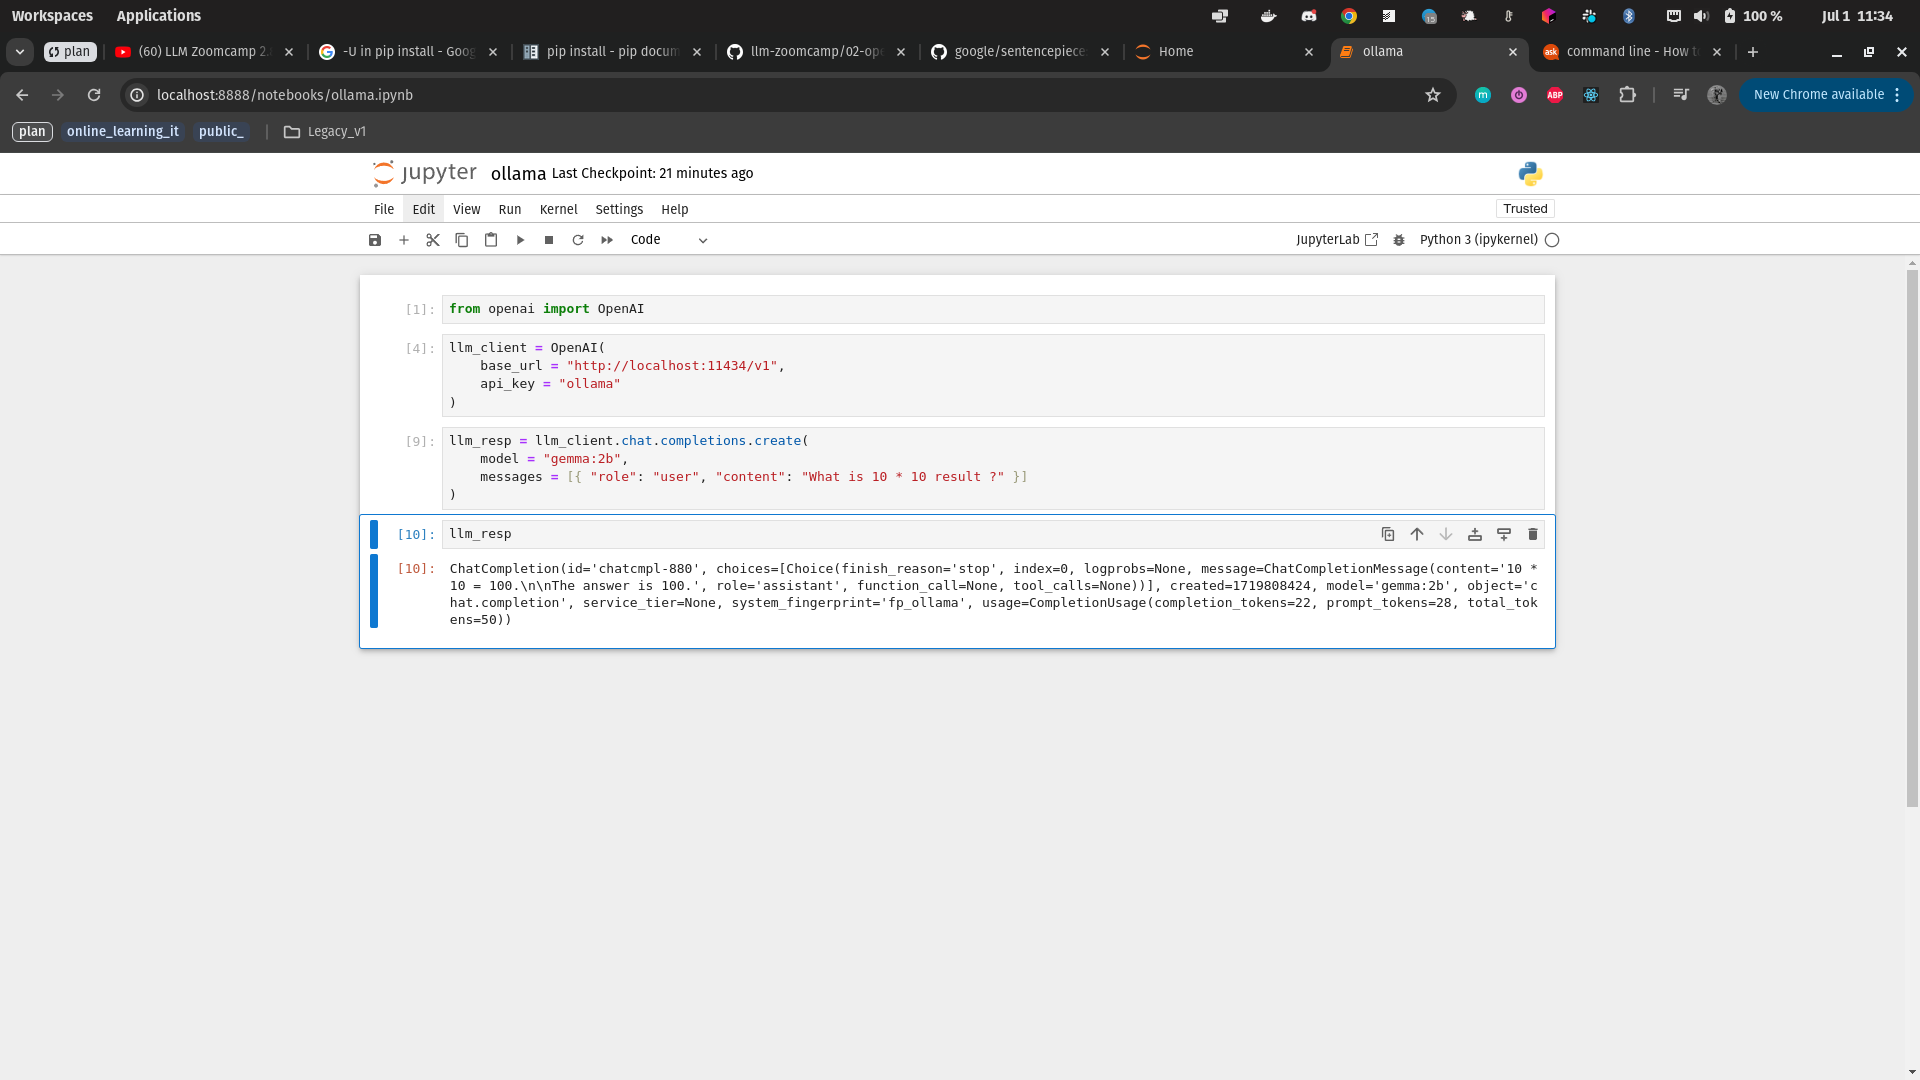 Workspaces Applications 15 100 % Jul 1 11:34
plan (60) LLM Zoomcamp 2. -U in pip install - Goog pip install - pip docum llm-zoomcamp/02-ope google/sentencepiece Home ollama ask command line - How t
localhost:8888/notebooks/ollama.ipynb m ABP New Chrome available
plan online_learning_it public_ Legacy_v1
jupyter ollama Last Checkpoint: 21 minutes ago
File Edit View Run Kernel Settings Help Trusted
Code JupyterLab Python 3 (ipykernel)
[1]: from openai import OpenAI
[4]: llm_client = OpenAI(
base_url = "http://localhost:11434/v1",
api_key = "ollama"
)
[9]: llm_resp = llm_client.chat.completions.create(
model = "gemma:2b",
messages = [{ "role": "user", "content": "What is 10 * 10 result ?" }]
)
[10]: llm_resp
[10]: ChatCompletion(id='chatcmpl-880', choices=[Choice(finish_reason='stop', index=0, logprobs=None, message=ChatCompletionMessage(content='10 *
10 = 100.\n\nThe answer is 100.', role='assistant', function_call=None, tool_calls=None))], created=1719808424, model='gemma:2b', object='c
hat.completion', service_tier=None, system_fingerprint='fp_ollama', usage=CompletionUsage(completion_tokens=22, prompt_tokens=28, total_tok
ens=50))